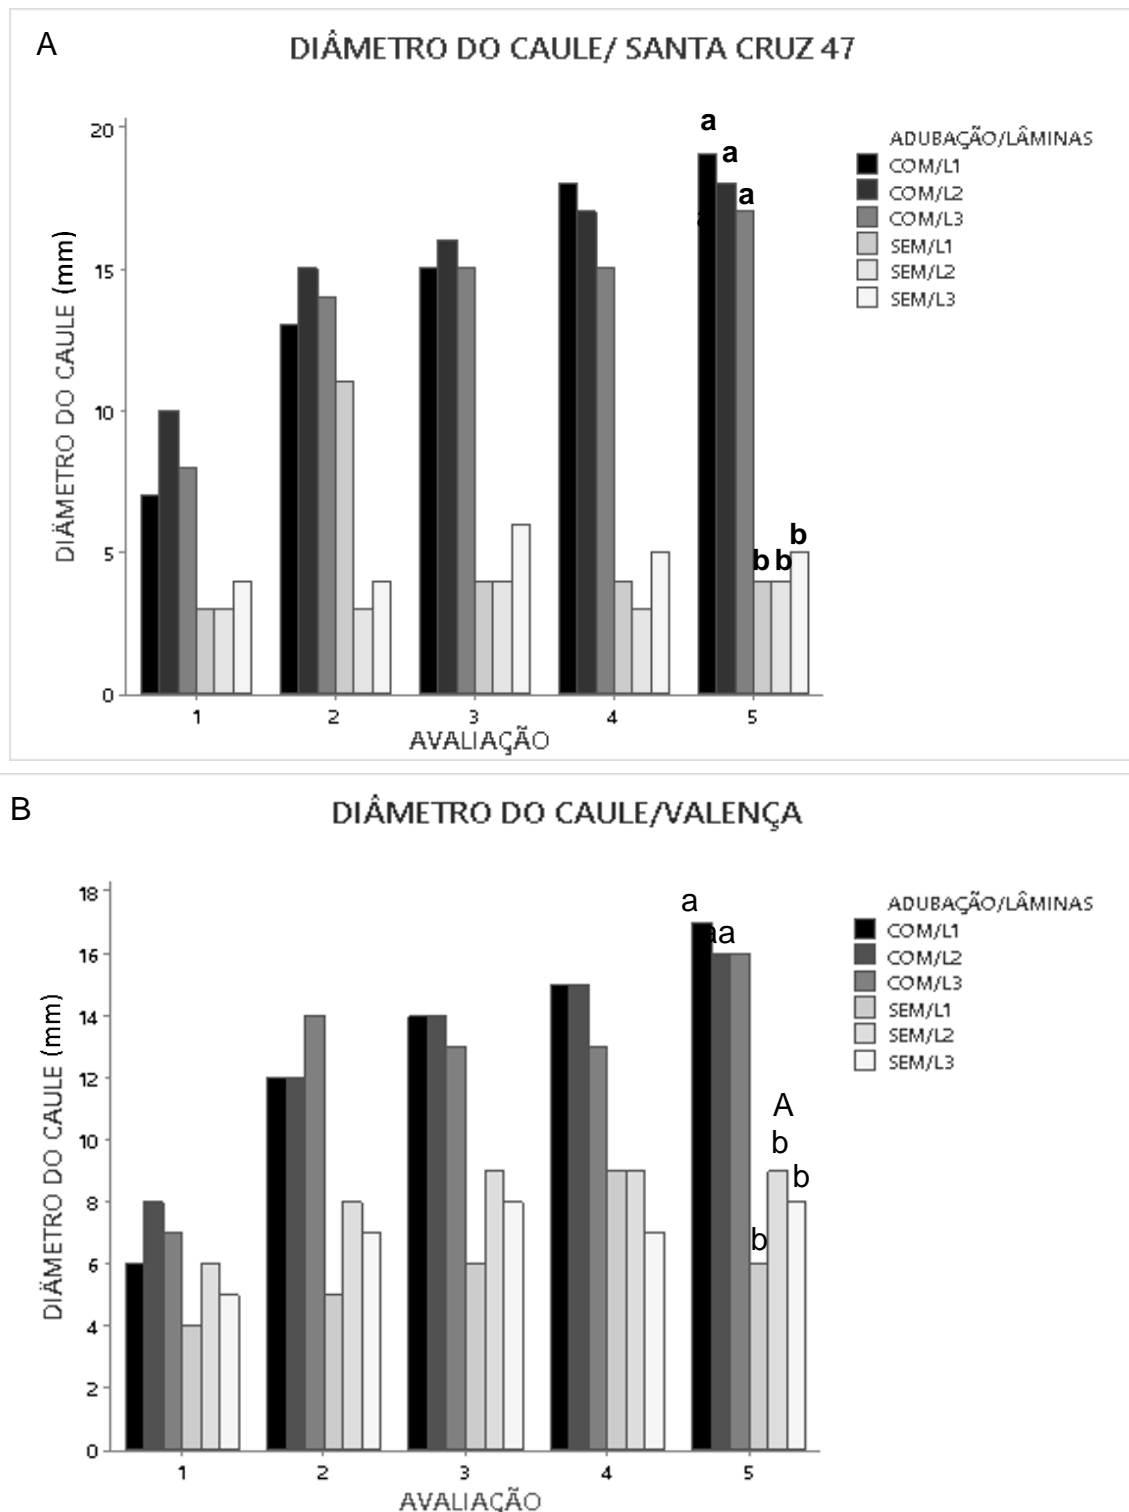 A
DIÂMETRO DO CAULE/ SANTA CRUZ 47
DIÂMETRO DO CAULE (mm)
20
15
10
5
0
a
a
a
a
b b
b
1 2 3 4 5
AVALIAÇÃO
ADUBAÇÃO/LÂMINAS
COM/L1
COM/L2
COM/L3
SEM/L1
SEM/L2
SEM/L3
B
DIÂMETRO DO CAULE/VALENÇA
DIÂMETRO DO CAULE (mm)
18
16
14
12
10
8
6
4
2
0
a
aa
A
b
b
b
1 2 3 4 5
AVALIAÇÃO
ADUBAÇÃO/LÂMINAS
COM/L1
COM/L2
COM/L3
SEM/L1
SEM/L2
SEM/L3